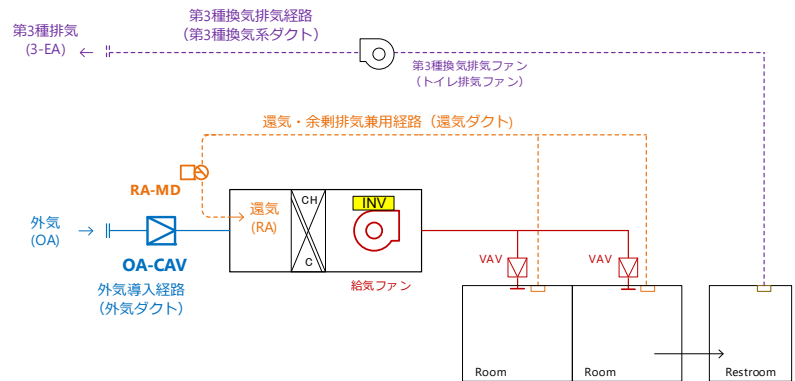 第3種換気排気経路
(第3種換気系ダクト)
第3種排気
(3-EA)
第3種換気排気ファン
(トイレ排気ファン)
還気・余剰排気兼用経路(還気ダクト)
RA-MD
外気
(OA)
OA-CAV
外気導入経路
(外気ダクト)
還気
(RA)
CH
C
INV
給気ファン
VAV
VAV
Room
Room
Restroom